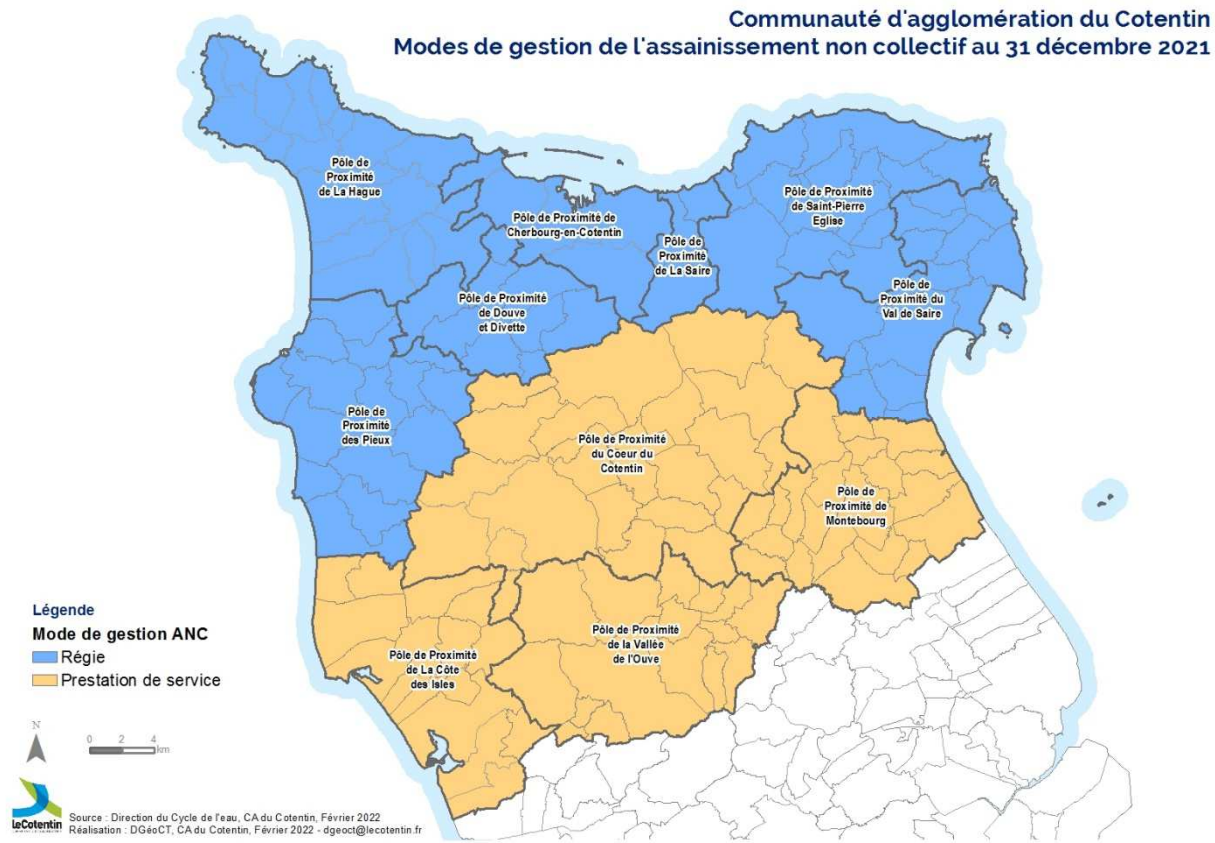 Communauté d'agglomération du Cotentin
Modes de gestion de l'assainissement non collectif au 31 décembre 2021
Pôle de
Proximité
de La Hague
Pôle de Proximité de
Cherbourg-en-Cotentin
Pôle de
Proximité
de La Saire
Pôle de Proximité
de Saint-Pierre
Eglise
Pôle de
Proximité du
Val de Saire
Pôle de Proximité
de Douve
et Divette
Pôle de
Proximité
des Pieux
Pôle de Proximité
du Coeur du
Cotentin
Pôle de
Proximité de
Montebourg
Pôle de Proximité
de la Vallée
de l'Ouve
Pôle de Proximité
de La Côte
des Isles
Légende
Mode de gestion ANC
Régie
Prestation de service
N
0 2 4
km
LeCotentin
Source : Direction du Cycle de l'eau, CA du Cotentin, Février 2022
Réalisation : DGéoCT, CA du Cotentin, Février 2022 - dgeoct@lecotentin.fr